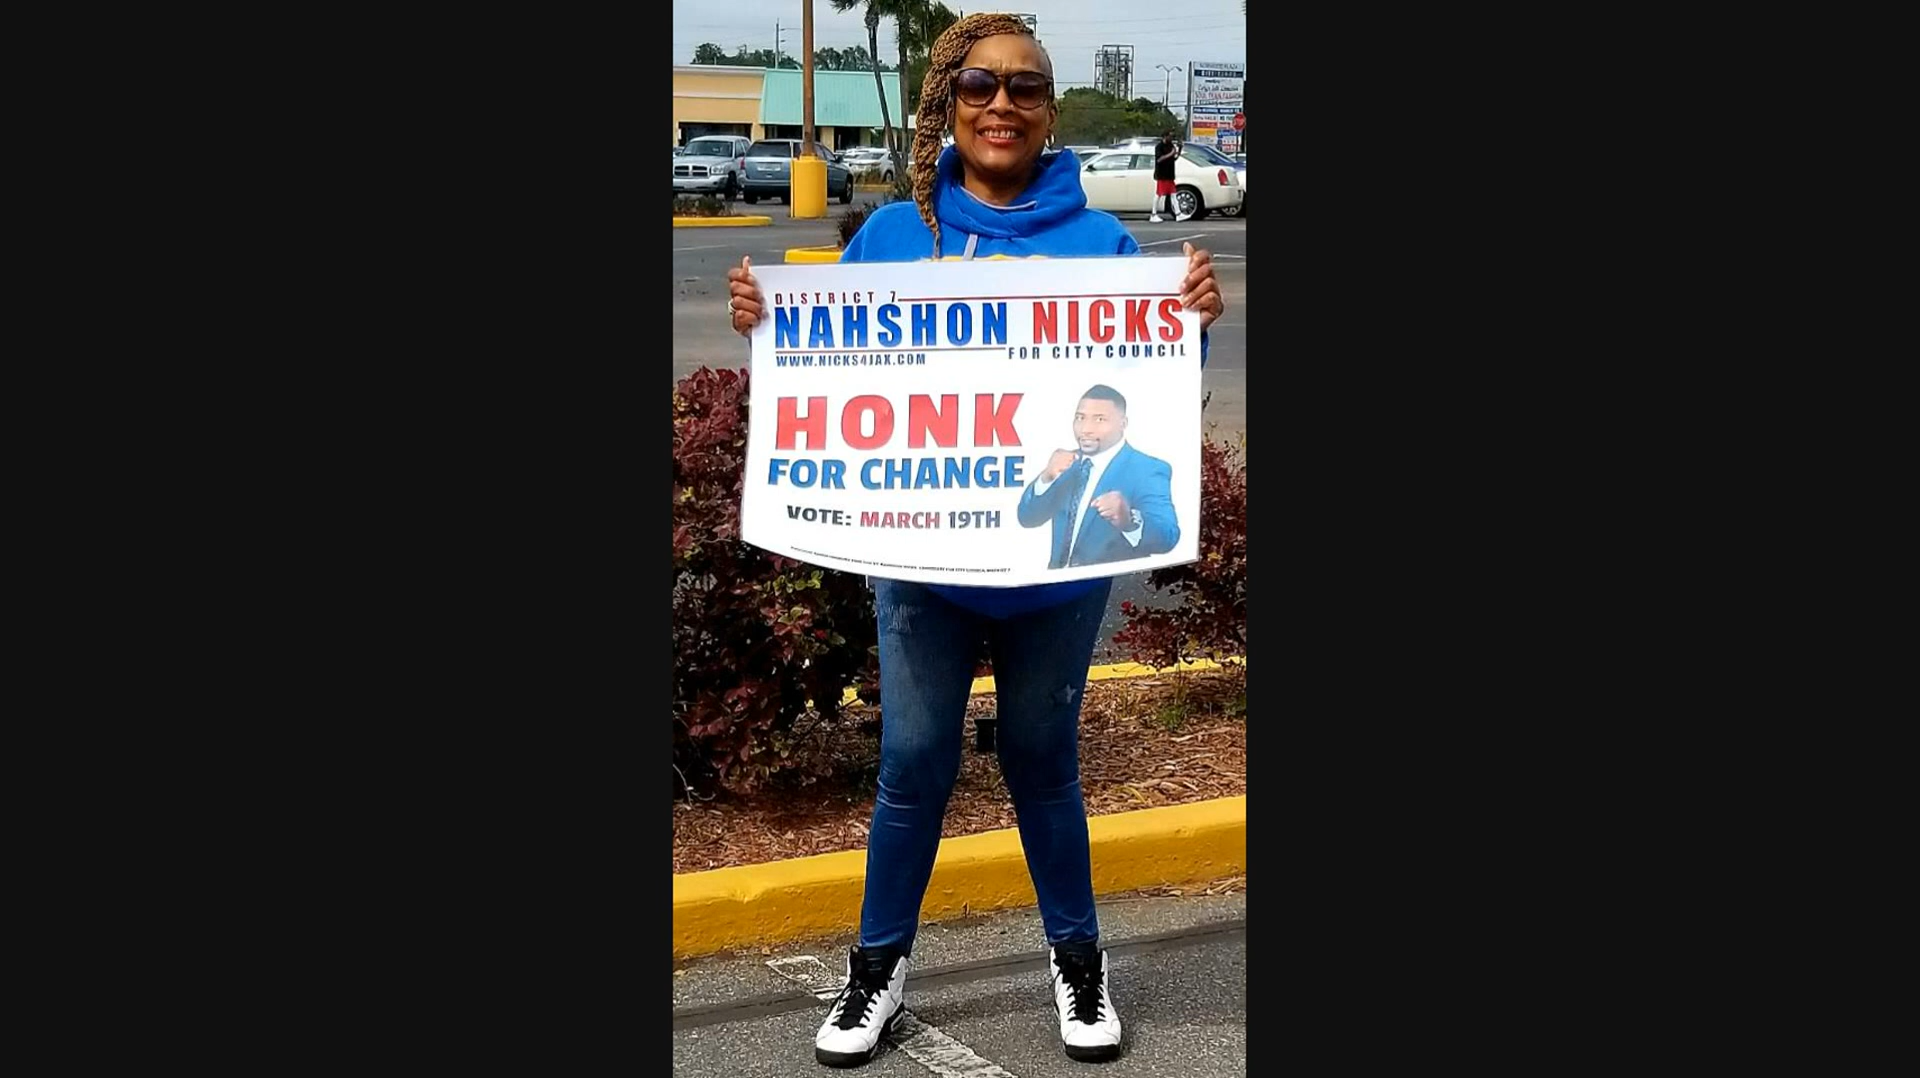 DISTRICT 7
NAHSHON NICKS
WWW.NICKS4JAX.COM
FOR CITY COUNCIL
HONK
FOR CHANGE
VOTE: MARCH 19TH